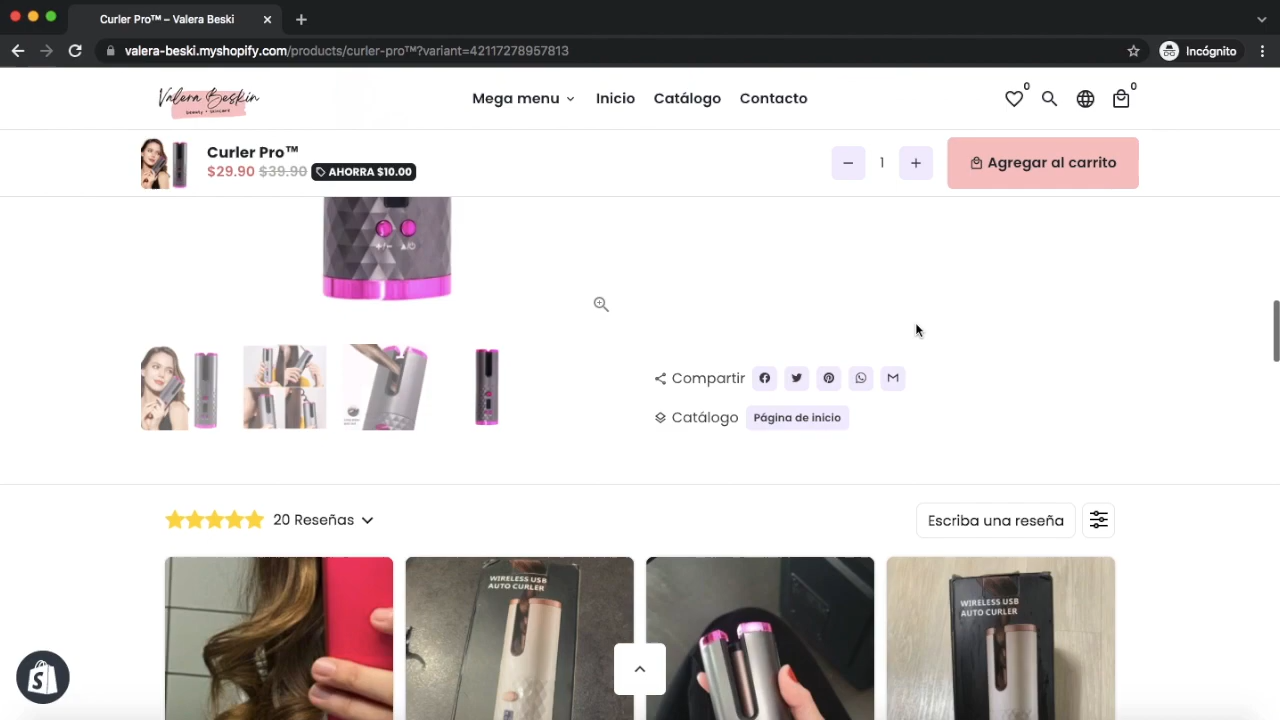 Curler Pro™ – Valera Beski
valera-beski.myshopify.com/products/curler-pro™?variant=42117278957813
Incógnito
Valera Beskin
beauty + skincare
Mega menu
Inicio
Catálogo
Contacto
0
0
Curler Pro™
$29.90 $39.90 AHORRA $10.00
1
Agregar al carrito
Compartir
Catálogo
Página de inicio
20 Reseñas
Escriba una reseña
WIRELESS USB
AUTO CURLER
WIRELESS USB
AUTO CURLER